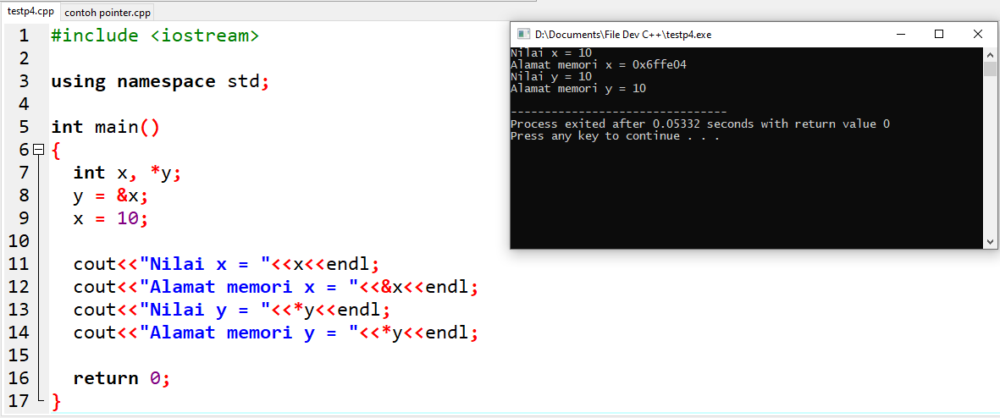 testp4.cpp contoh pointer.cpp
1 #include <iostream>
2
3 using namespace std;
4
5 int main()
6 {
7 int x, *y;
8 y = &x;
9 x = 10;
10
11 cout<<"Nilai x = "<<x<<endl;
12 cout<<"Alamat memori x = "<<&x<<endl;
13 cout<<"Nilai y = "<<*y<<endl;
14 cout<<"Alamat memori y = "<<*y<<endl;
15
16 return 0;
17 }
D:\Documents\File Dev C++\testp4.exe
Nilai x = 10
Alamat memori x = 0x6ffe04
Nilai y = 10
Alamat memori y = 10
--------------------------------
Process exited after 0.05332 seconds with return value 0
Press any key to continue . . .